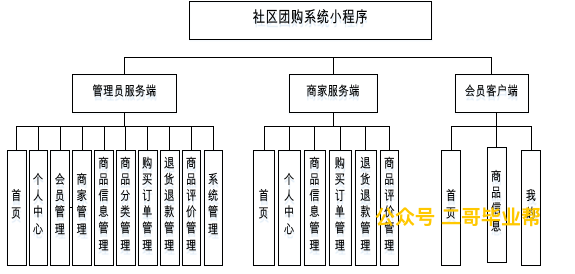 社区团购系统小程序
管理员服务端
商家服务端
会员客户端
首页
个人中心
会员管理
商家管理
商品信息管理
商品分类管理
购买订单管理
退货退款管理
商品评价管理
系统管理
首页
个人中心
商品信息管理
购买订单管理
退货退款管理
商品评价管理
首页
商品信息
我的
公众号 二哥毕业帮